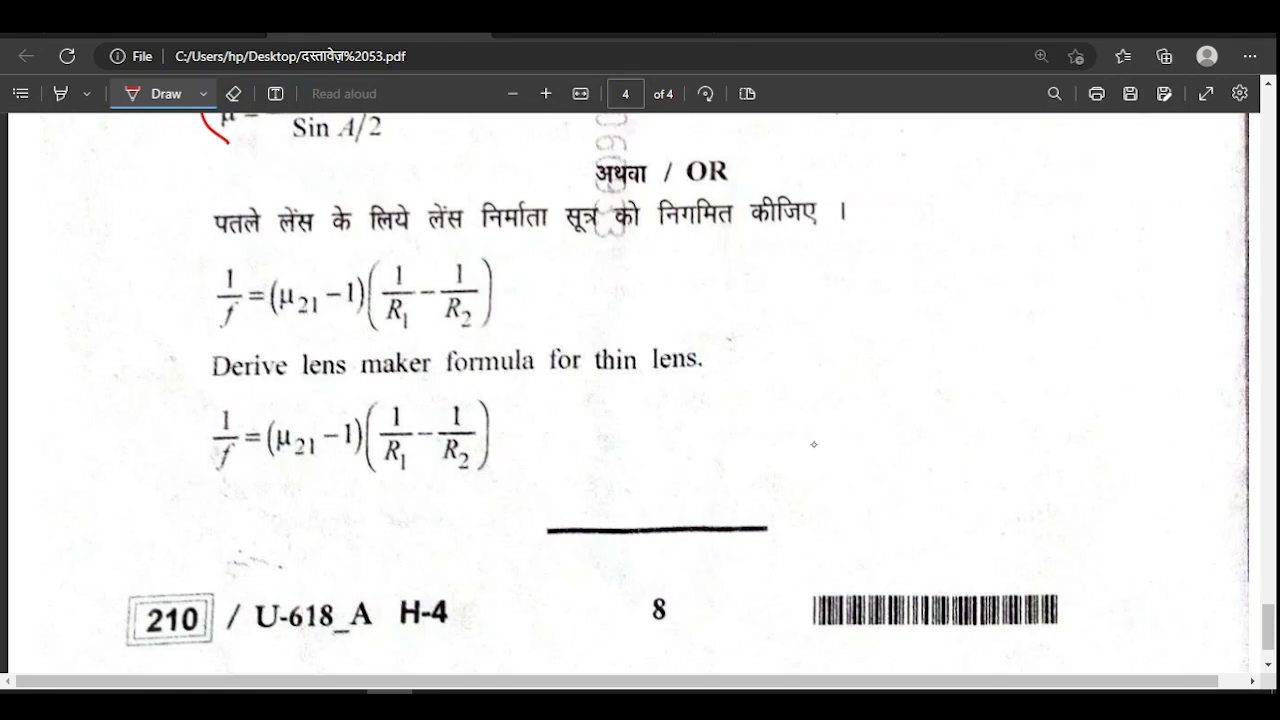 File C:/Users/hp/Desktop/दस्तावेज़%2053.pdf
Draw Read aloud 4 of 4
μ = Sin A/2
अथवा / OR
पतले लेंस के लिये लेंस निर्माता सूत्र को निगमित कीजिए ।
1/f = (μ21 − 1)(1/R1 − 1/R2)
Derive lens maker formula for thin lens.
1/f = (μ21 − 1)(1/R1 − 1/R2)
210 / U-618_A H-4 8